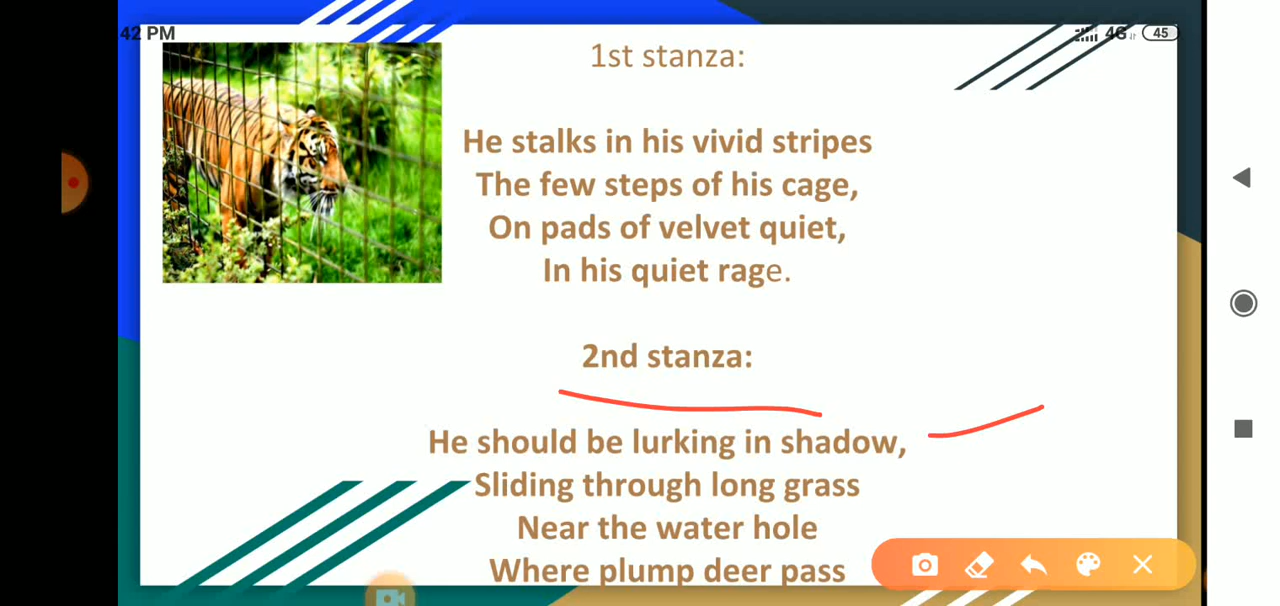 42 PM
4G
45
1st stanza:
He stalks in his vivid stripes
The few steps of his cage,
On pads of velvet quiet,
In his quiet rage.
2nd stanza:
He should be lurking in shadow,
Sliding through long grass
Near the water hole
Where plump deer pass